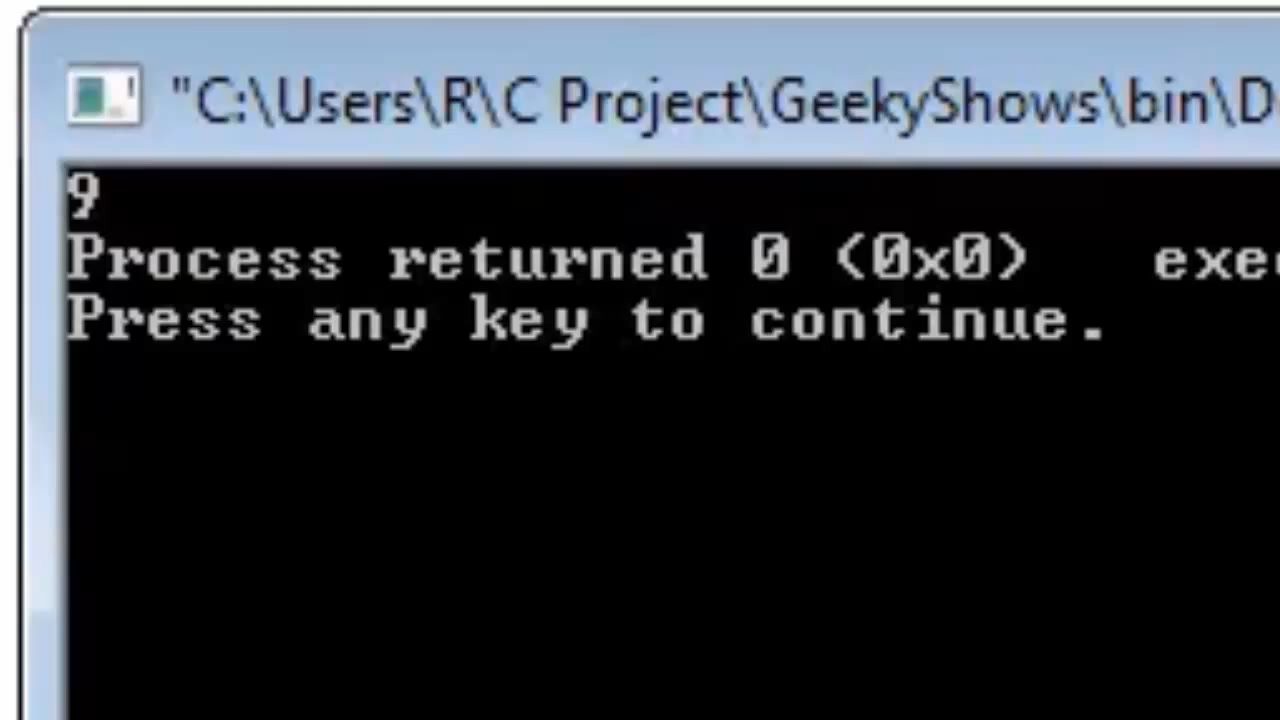 "C:\Users\R\C Project\GeekyShows\bin\D
9
Process returned 0 (0x0)   exe
Press any key to continue.